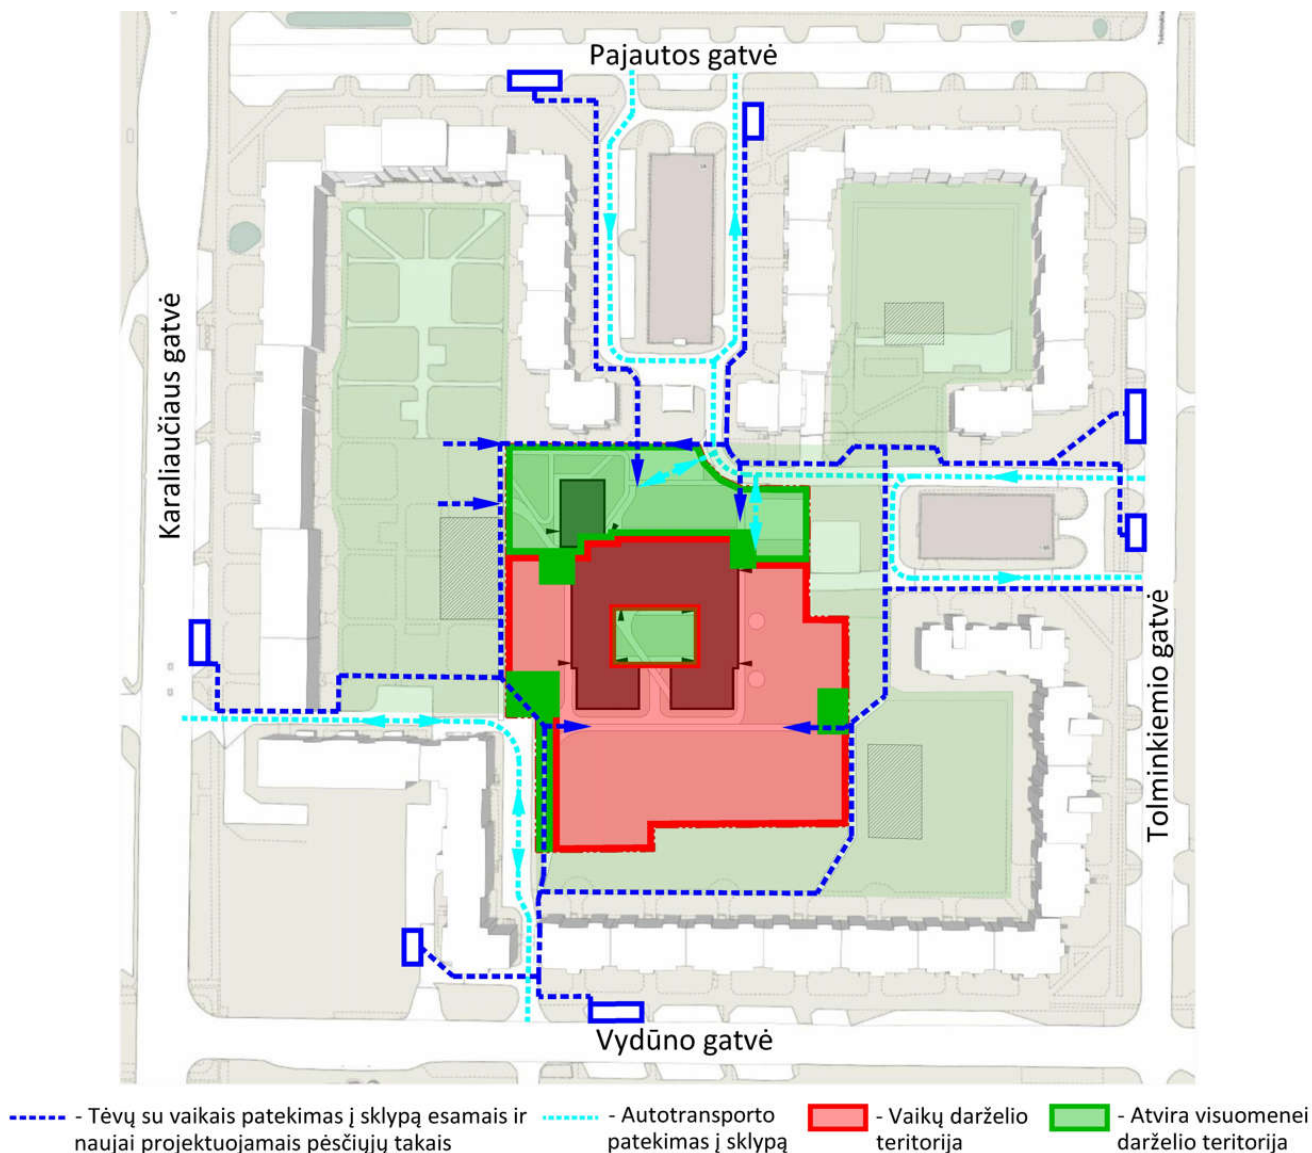 Pajautos gatvė
Karaliaučiaus gatvė
Tolminkiemio gatvė
Vydūno gatvė
- Tėvų su vaikais patekimas į sklypą esamais ir
naujai projektuojamais pėsčiųjų takais
- Autotransporto
patekimas į sklypą
- Vaikų darželio
teritorija
- Atvira visuomenei
darželio teritorija